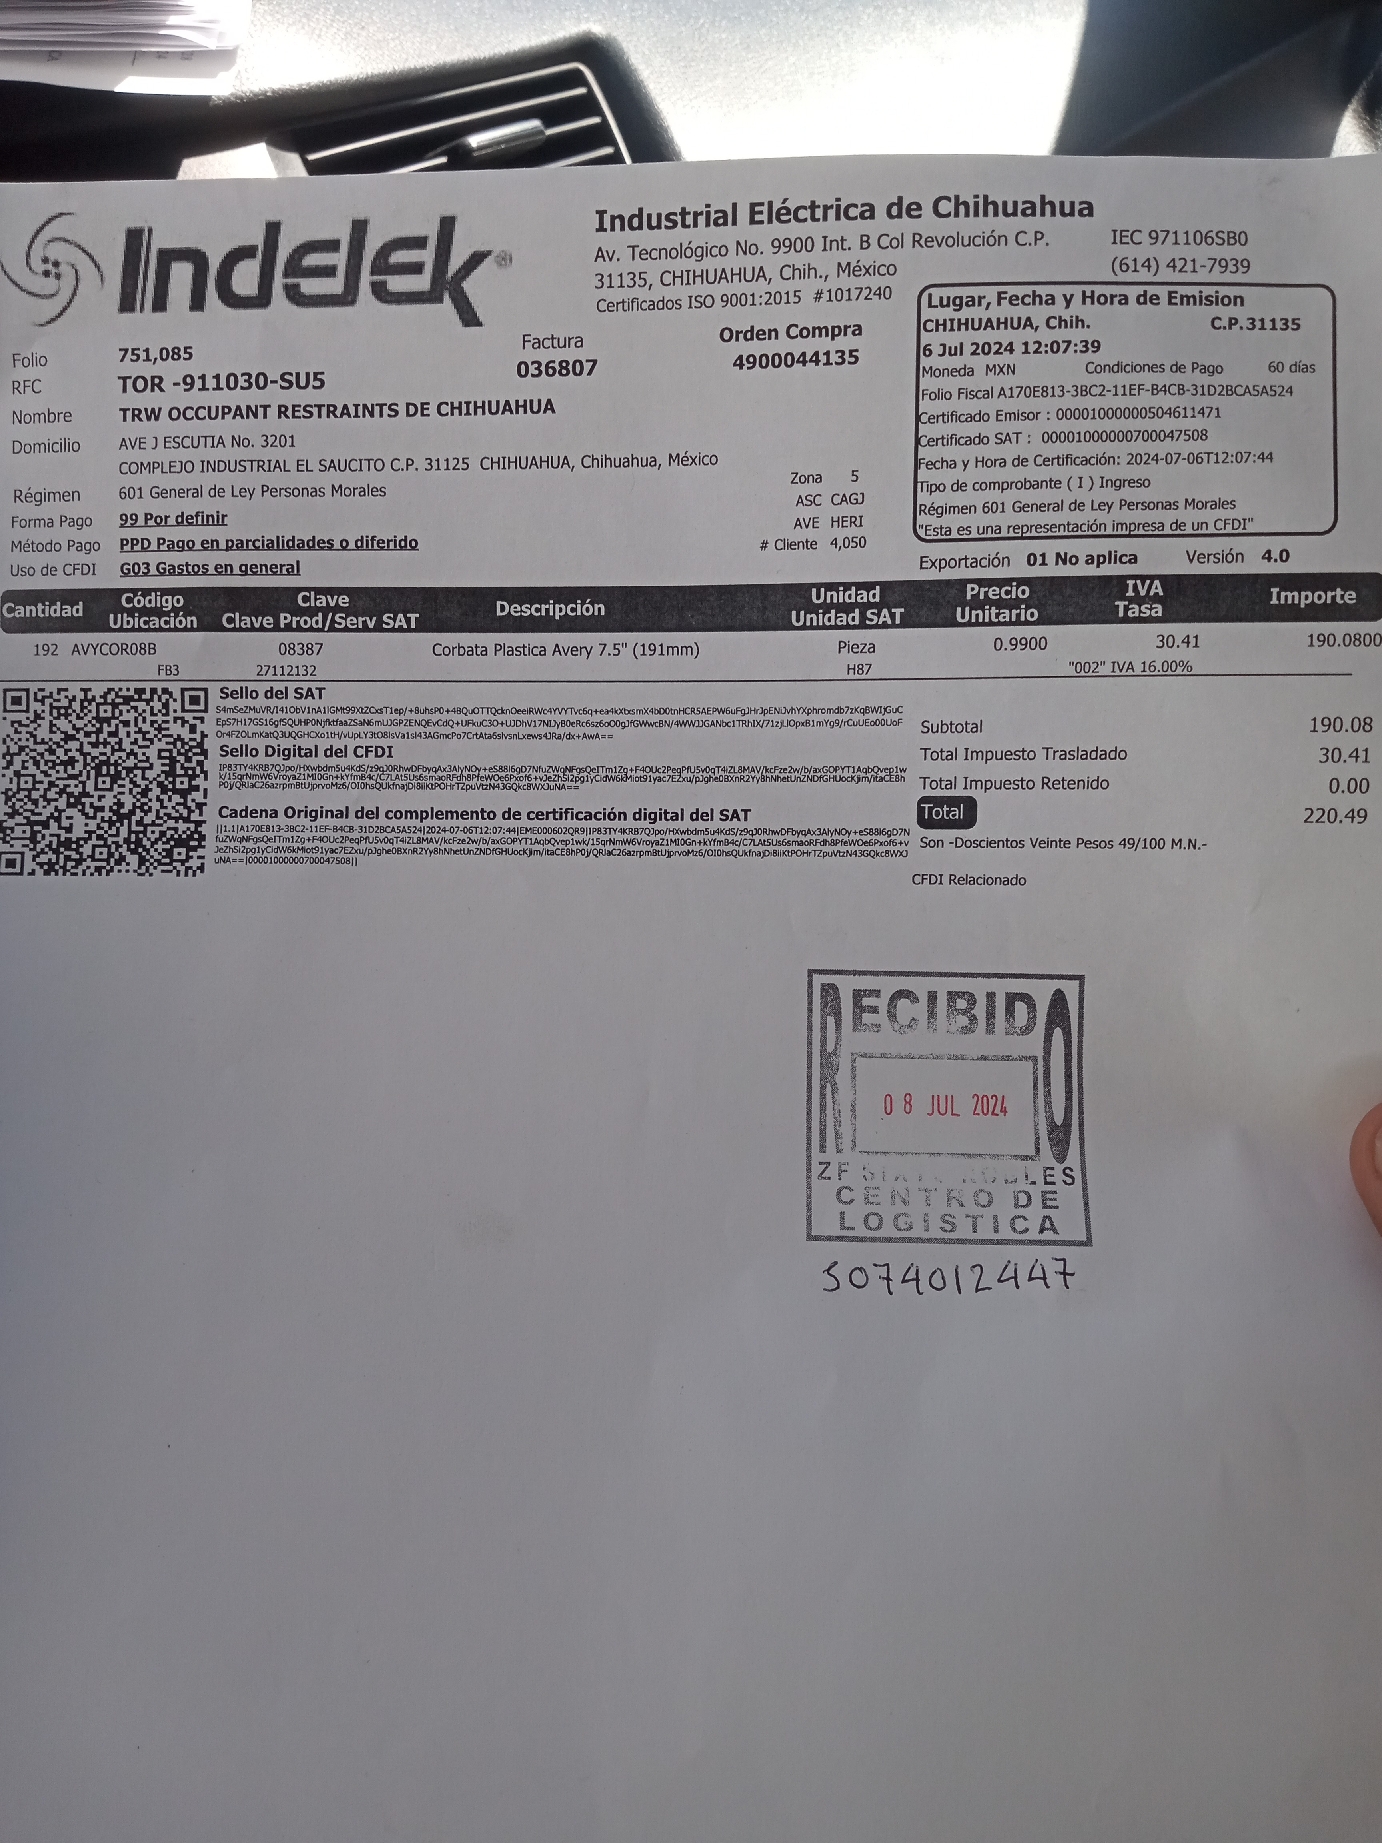 Indelek®
Industrial Eléctrica de Chihuahua
Av. Tecnológico No. 9900 Int. B Col Revolución C.P.
31135, CHIHUAHUA, Chih., México
Certificados ISO 9001:2015 #1017240
IEC 971106SB0
(614) 421-7939
Folio 751,085
Factura
036807
Orden Compra
4900044135
RFC TOR -911030-SU5
Nombre TRW OCCUPANT RESTRAINTS DE CHIHUAHUA
Domicilio AVE J ESCUTIA No. 3201
COMPLEJO INDUSTRIAL EL SAUCITO C.P. 31125 CHIHUAHUA, Chihuahua, México
Régimen 601 General de Ley Personas Morales
Forma Pago 99 Por definir
Método Pago PPD Pago en parcialidades o diferido
Uso de CFDI G03 Gastos en general
Zona 5
ASC CAGJ
AVE HERI
# Cliente 4,050
Lugar, Fecha y Hora de Emision
CHIHUAHUA, Chih. C.P.31135
6 Jul 2024 12:07:39
Moneda MXN Condiciones de Pago 60 días
Folio Fiscal A170E813-3BC2-11EF-B4CB-31D2BCA5A524
Certificado Emisor : 00001000000504611471
Certificado SAT : 00001000000700047508
Fecha y Hora de Certificación: 2024-07-06T12:07:44
Tipo de comprobante ( I ) Ingreso
Régimen 601 General de Ley Personas Morales
"Esta es una representación impresa de un CFDI"
Exportación 01 No aplica Versión 4.0
Cantidad Código Ubicación Clave Clave Prod/Serv SAT Descripción Unidad Unidad SAT Precio Unitario IVA Tasa Importe
192 AVYCOR08B 08387 Corbata Plastica Avery 7.5" (191mm) Pieza 0.9900 30.41 190.0800
FB3 27112132 H87 "002" IVA 16.00%
Sello del SAT
Sello Digital del CFDI
Cadena Original del complemento de certificación digital del SAT
Subtotal 190.08
Total Impuesto Trasladado 30.41
Total Impuesto Retenido 0.00
Total 220.49
Son -Doscientos Veinte Pesos 49/100 M.N.-
CFDI Relacionado
RECIBIDO
08 JUL 2024
ZF
CENTRO DE
LOGISTICA
5074012447